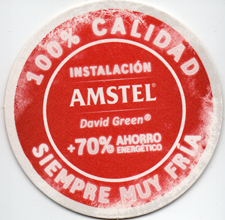 100% CALIDAD
INSTALACIÓN
AMSTEL®
David Green®
+70% AHORRO
ENERGÉTICO
SIEMPRE MUY FRÍA